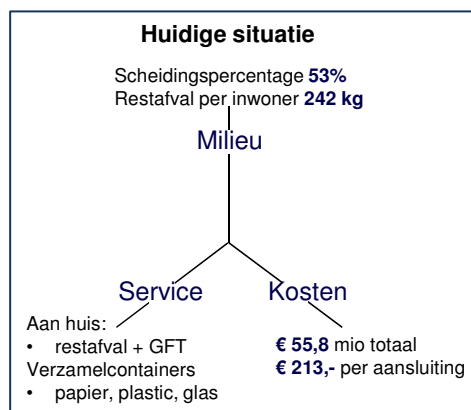 Huidige situatie
Scheidingspercentage 53%
Restafval per inwoner 242 kg
Milieu
Service
Kosten
Aan huis:
• restafval + GFT
Verzamelcontainers
• papier, plastic, glas
€ 55,8 mio totaal
€ 213,- per aansluiting